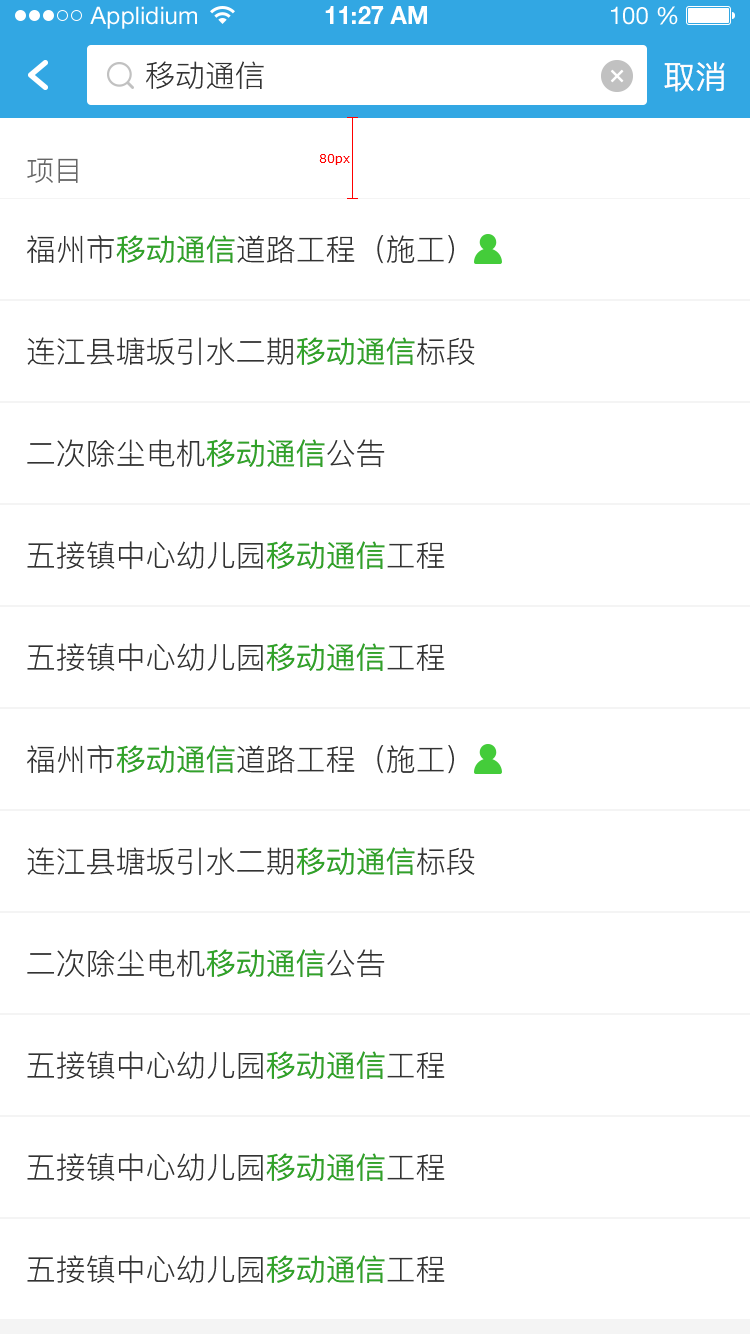 Applidium 11:27 AM 100 %
移动通信 取消
80px
项目
福州市移动通信道路工程（施工）
连江县塘坂引水二期移动通信标段
二次除尘电机移动通信公告
五接镇中心幼儿园移动通信工程
五接镇中心幼儿园移动通信工程
福州市移动通信道路工程（施工）
连江县塘坂引水二期移动通信标段
二次除尘电机移动通信公告
五接镇中心幼儿园移动通信工程
五接镇中心幼儿园移动通信工程
五接镇中心幼儿园移动通信工程